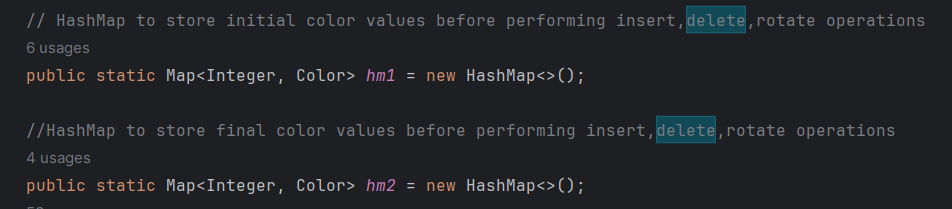 // HashMap to store initial color values before performing insert,delete,rotate operations
6 usages
public static Map<Integer, Color> hm1 = new HashMap<>();
//HashMap to store final color values before performing insert,delete,rotate operations
4 usages
public static Map<Integer, Color> hm2 = new HashMap<>();